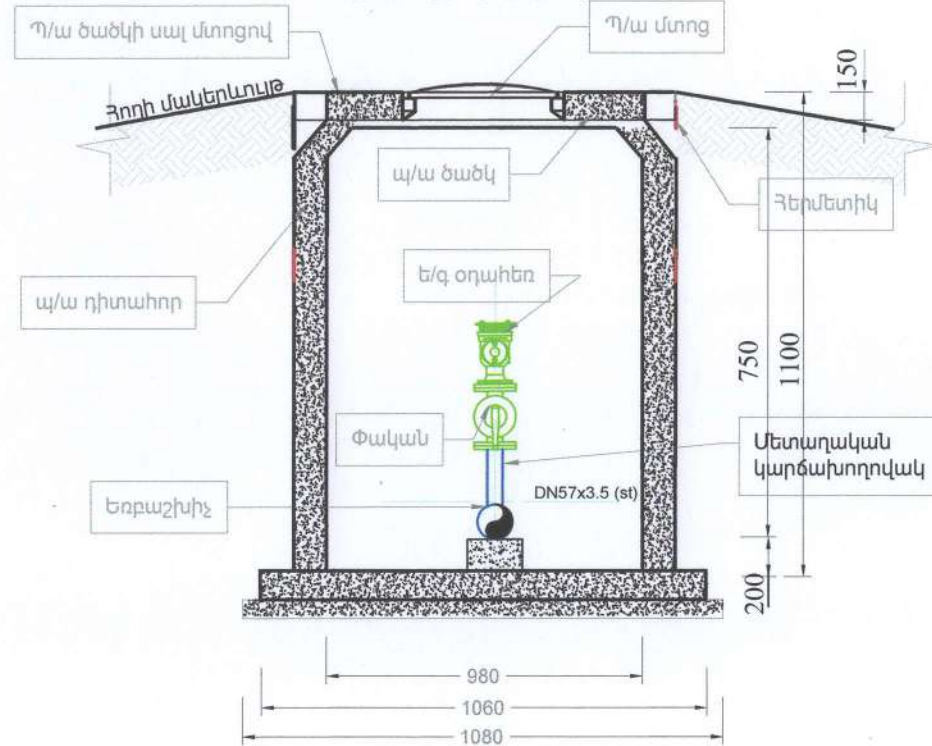 Պ/ա ծածկի սալ մտոցով
Պ/ա մտոց
Հողի մակերևույթ
150
պ/ա ծածկ
Հերմետիկ
ե/գ օդահեռ
պ/ա դիտահոր
750
1100
Փական
Մետաղական
կարճախողովակ
DN57x3.5 (st)
Եռբաշխիչ
200
980
1060
1080